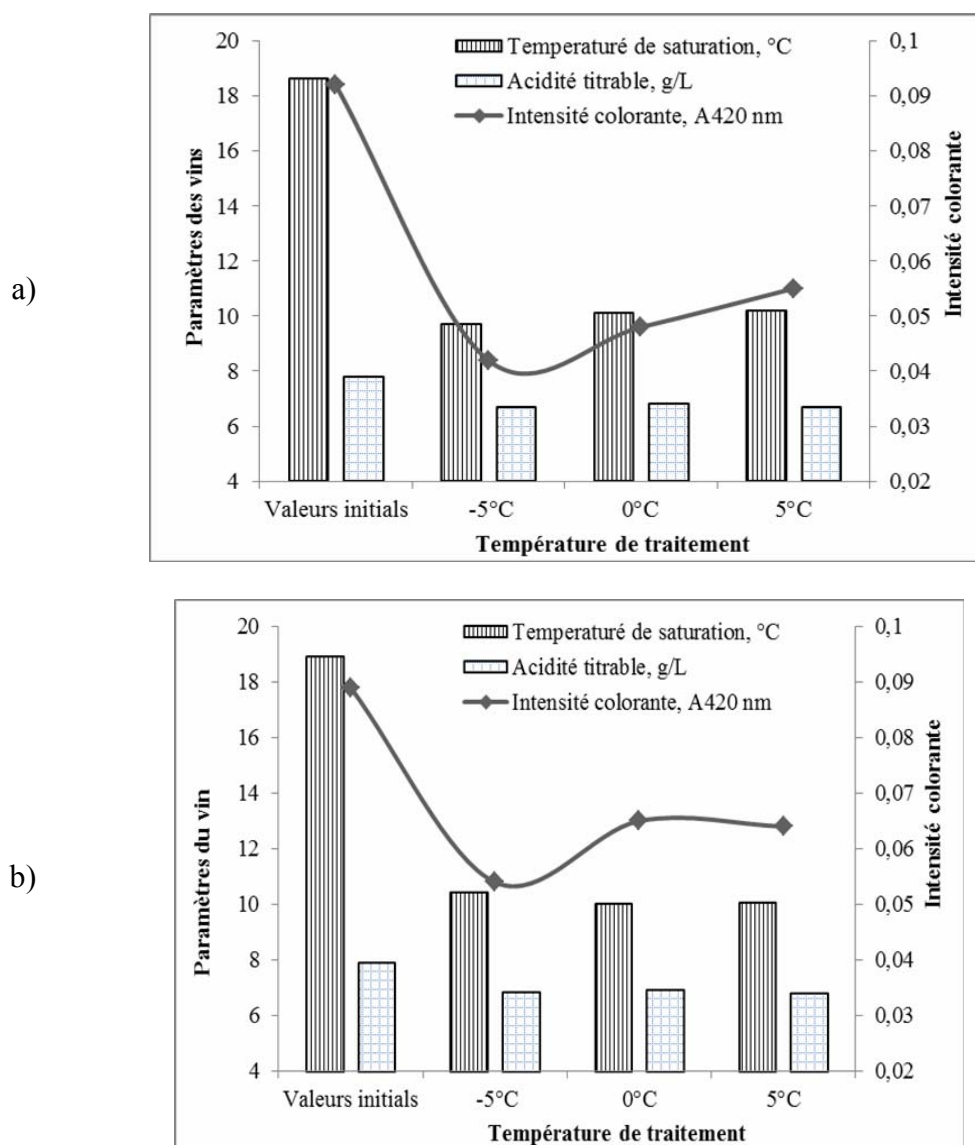 a)
20
18
16
14
12
10
8
6
4
Paramètres des vins
Temperaturé de saturation, °C
Acidité titrable, g/L
Intensité colorante, A420 nm
0,1
0,09
0,08
0,07
0,06
0,05
0,04
0,03
0,02
Intensité colorante
Valeurs initials -5°C 0°C 5°C
Température de traitement
b)
20
18
16
14
12
10
8
6
4
Paramètres du vin
Temperaturé de saturation, °C
Acidité titrable, g/L
Intensité colorante, A420 nm
0,1
0,09
0,08
0,07
0,06
0,05
0,04
0,03
0,02
Intensité colorante
Valeurs initials -5°C 0°C 5°C
Température de traitement